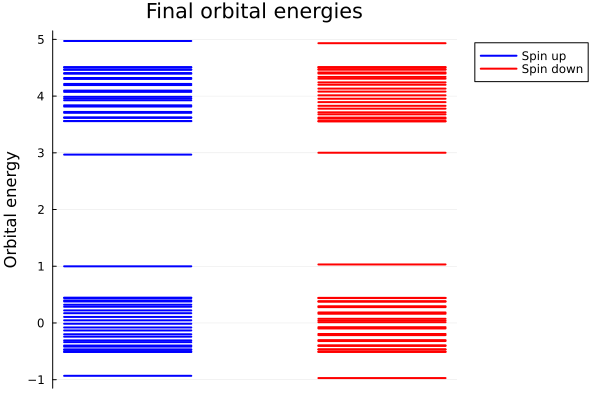 Final orbital energies
Orbital energy
5
4
3
2
1
0
−1
Spin up
Spin down